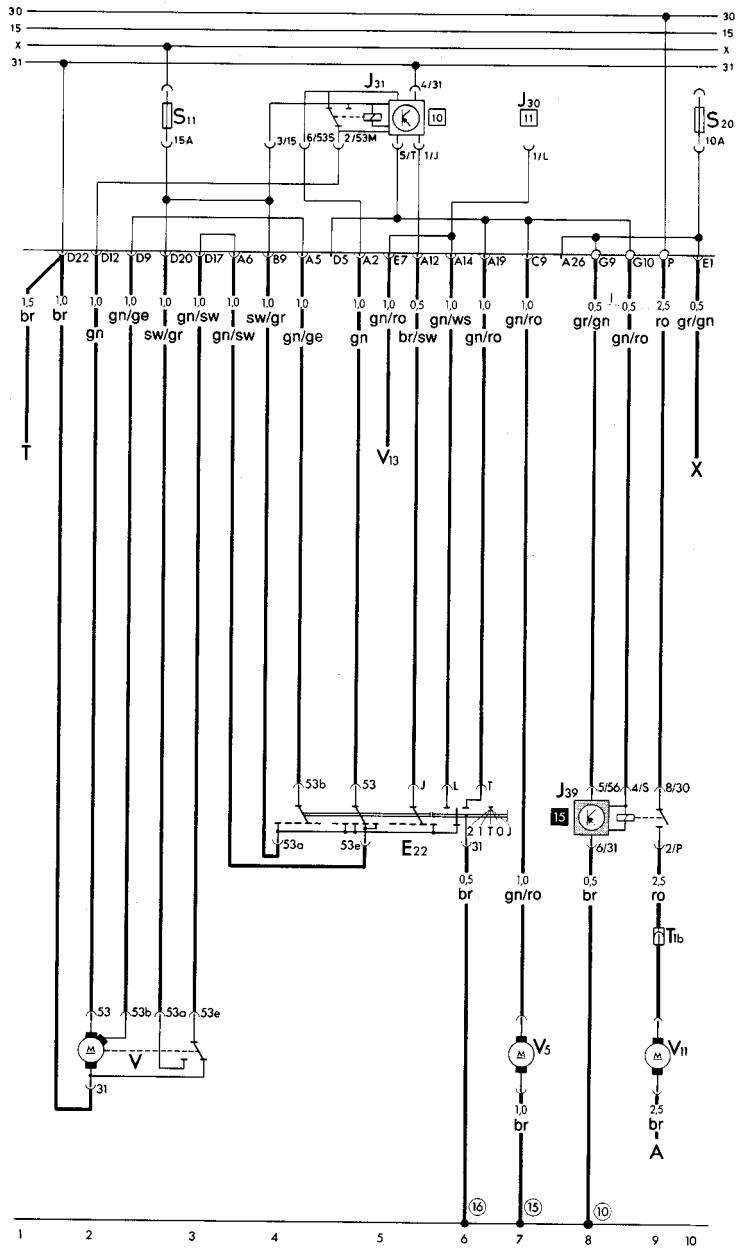 30 30
15 15
X X
31 31
J31 4/31 J30
S11 10 11 S20
15A 3/15 6/53S 2/53M 10A
5/T 1/J 1/L
D22 D12 D9 D20 D17 A6 B9 A5 D5 A2 E7 A12 A14 A19 C9 A26 G9 G10 P E1
1,5 1,0 1,0 1,0 1,0 1,0 1,0 1,0 1,0 1,0 1,0 0,5 1,0 1,0 1,0 0,5 0,5 2,5 0,5
br br gn/ge gn/sw sw/gr gn/ro gn/ws gn/ro gr/gn ro gr/gn
gn sw/gr gn/sw gn/ge gn br/sw gn/ro gn/ro
T V13 X
53b 53 J L T J39 5/56 4/S 8/30
15
2 1 T 0 J
53a 53e E22 31 6/31 2/P
0,5 1,0 0,5 2,5
br gn/ro br ro
T1b
53 53b 53a 53e
M V M V5 M V11
31
1,0 2,5
br br
A
16 15 10
1 2 3 4 5 6 7 8 9 10